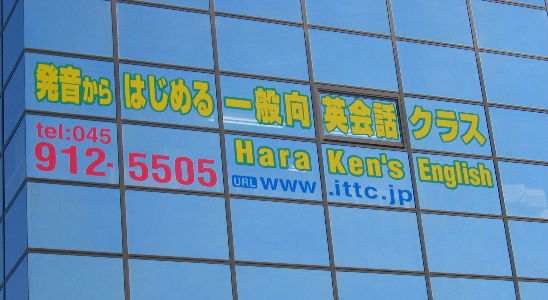 発音からはじめる一般向英会話クラス
tel:045 Hara Ken's English
912-5505 URL www.ittc.jp